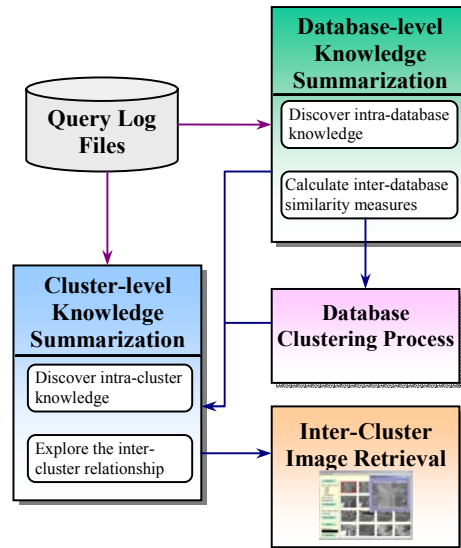 Database-level
Knowledge
Summarization
Discover intra-database
knowledge
Calculate inter-database
similarity measures
Query Log
Files
Cluster-level
Knowledge
Summarization
Discover intra-cluster
knowledge
Explore the inter-
cluster relationship
Database
Clustering Process
Inter-Cluster
Image Retrieval